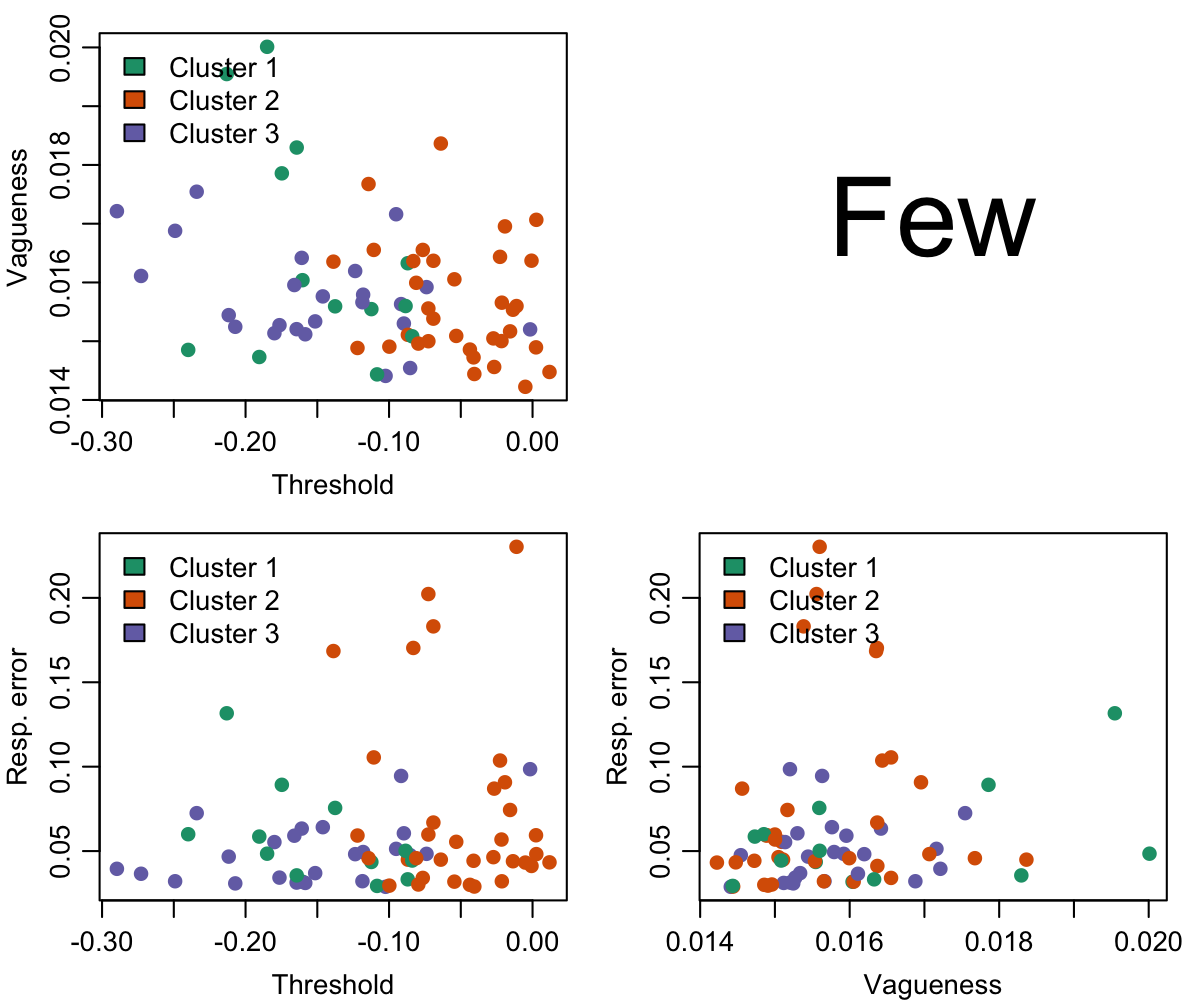 Vagueness
0.020
0.018
0.016
0.014
Cluster 1
Cluster 2
Cluster 3
-0.30 -0.20 -0.10 0.00
Threshold
Few
Resp. error
0.20
0.15
0.10
0.05
Cluster 1
Cluster 2
Cluster 3
-0.30 -0.20 -0.10 0.00
Threshold
Resp. error
0.20
0.15
0.10
0.05
Cluster 1
Cluster 2
Cluster 3
0.014 0.016 0.018 0.020
Vagueness